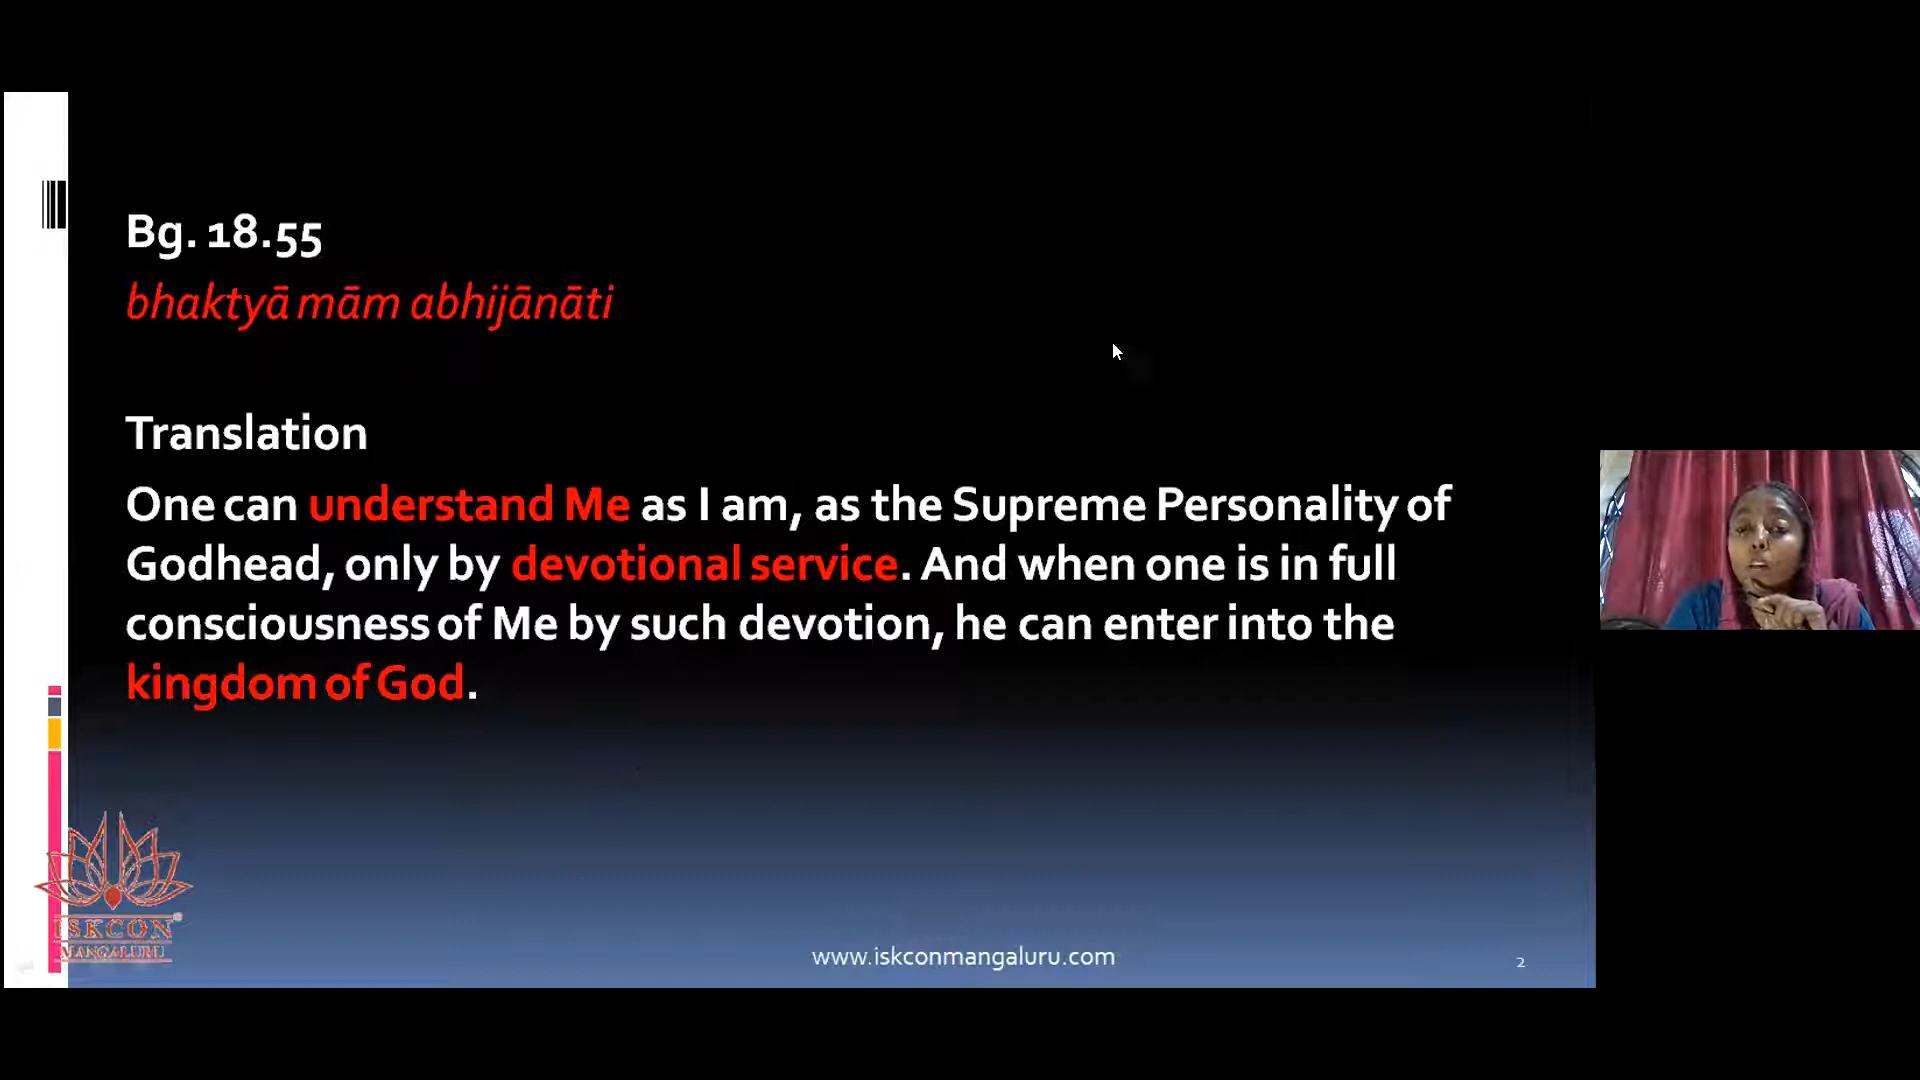 Bg. 18.55
bhaktyā mām abhijānāti
Translation
One can understand Me as I am, as the Supreme Personality of
Godhead, only by devotional service. And when one is in full
consciousness of Me by such devotion, he can enter into the
kingdom of God.
ISKCON
MANGALURU
www.iskconmangaluru.com
2